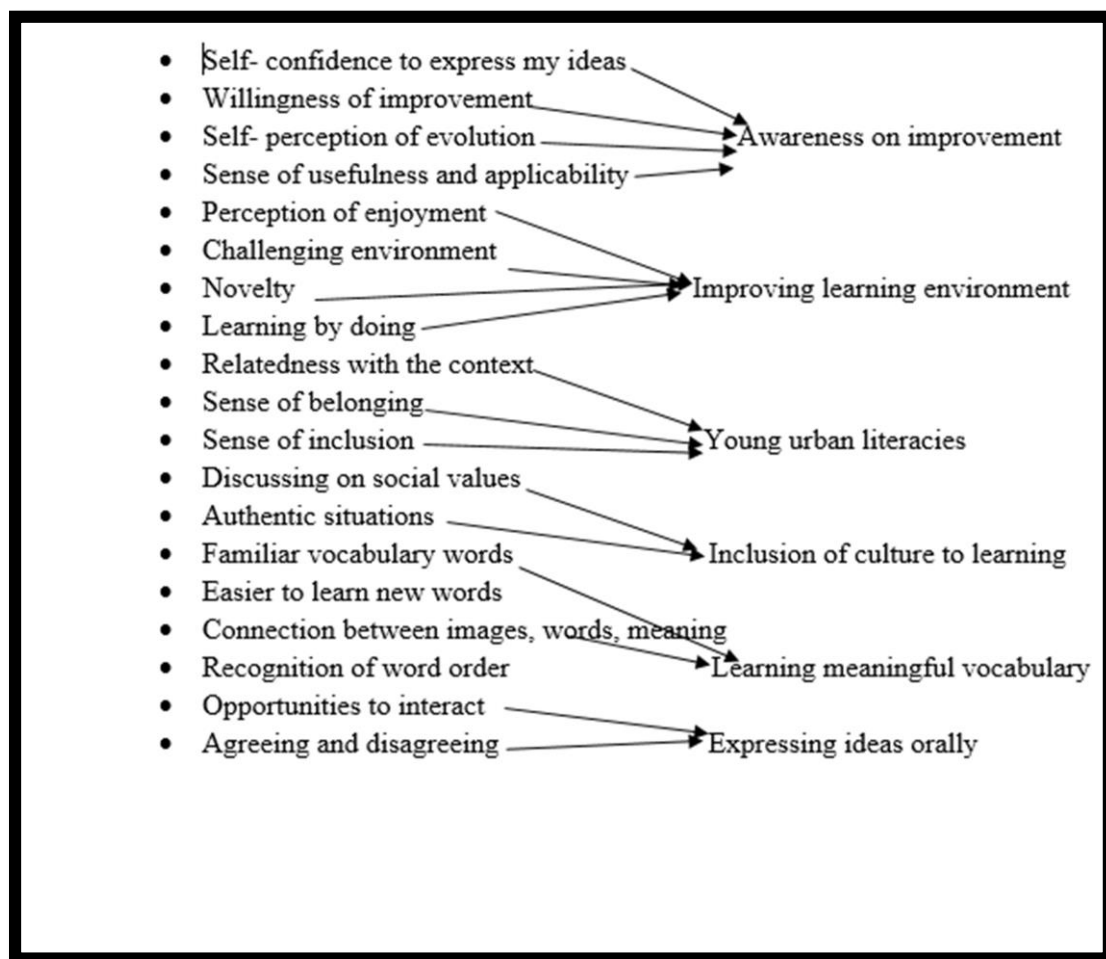 • Self- confidence to express my ideas
• Willingness of improvement
• Self- perception of evolution Awareness on improvement
• Sense of usefulness and applicability
• Perception of enjoyment
• Challenging environment
• Novelty Improving learning environment
• Learning by doing
• Relatedness with the context
• Sense of belonging
• Sense of inclusion Young urban literacies
• Discussing on social values
• Authentic situations
• Familiar vocabulary words Inclusion of culture to learning
• Easier to learn new words
• Connection between images, words, meaning
• Recognition of word order Learning meaningful vocabulary
• Opportunities to interact
• Agreeing and disagreeing Expressing ideas orally